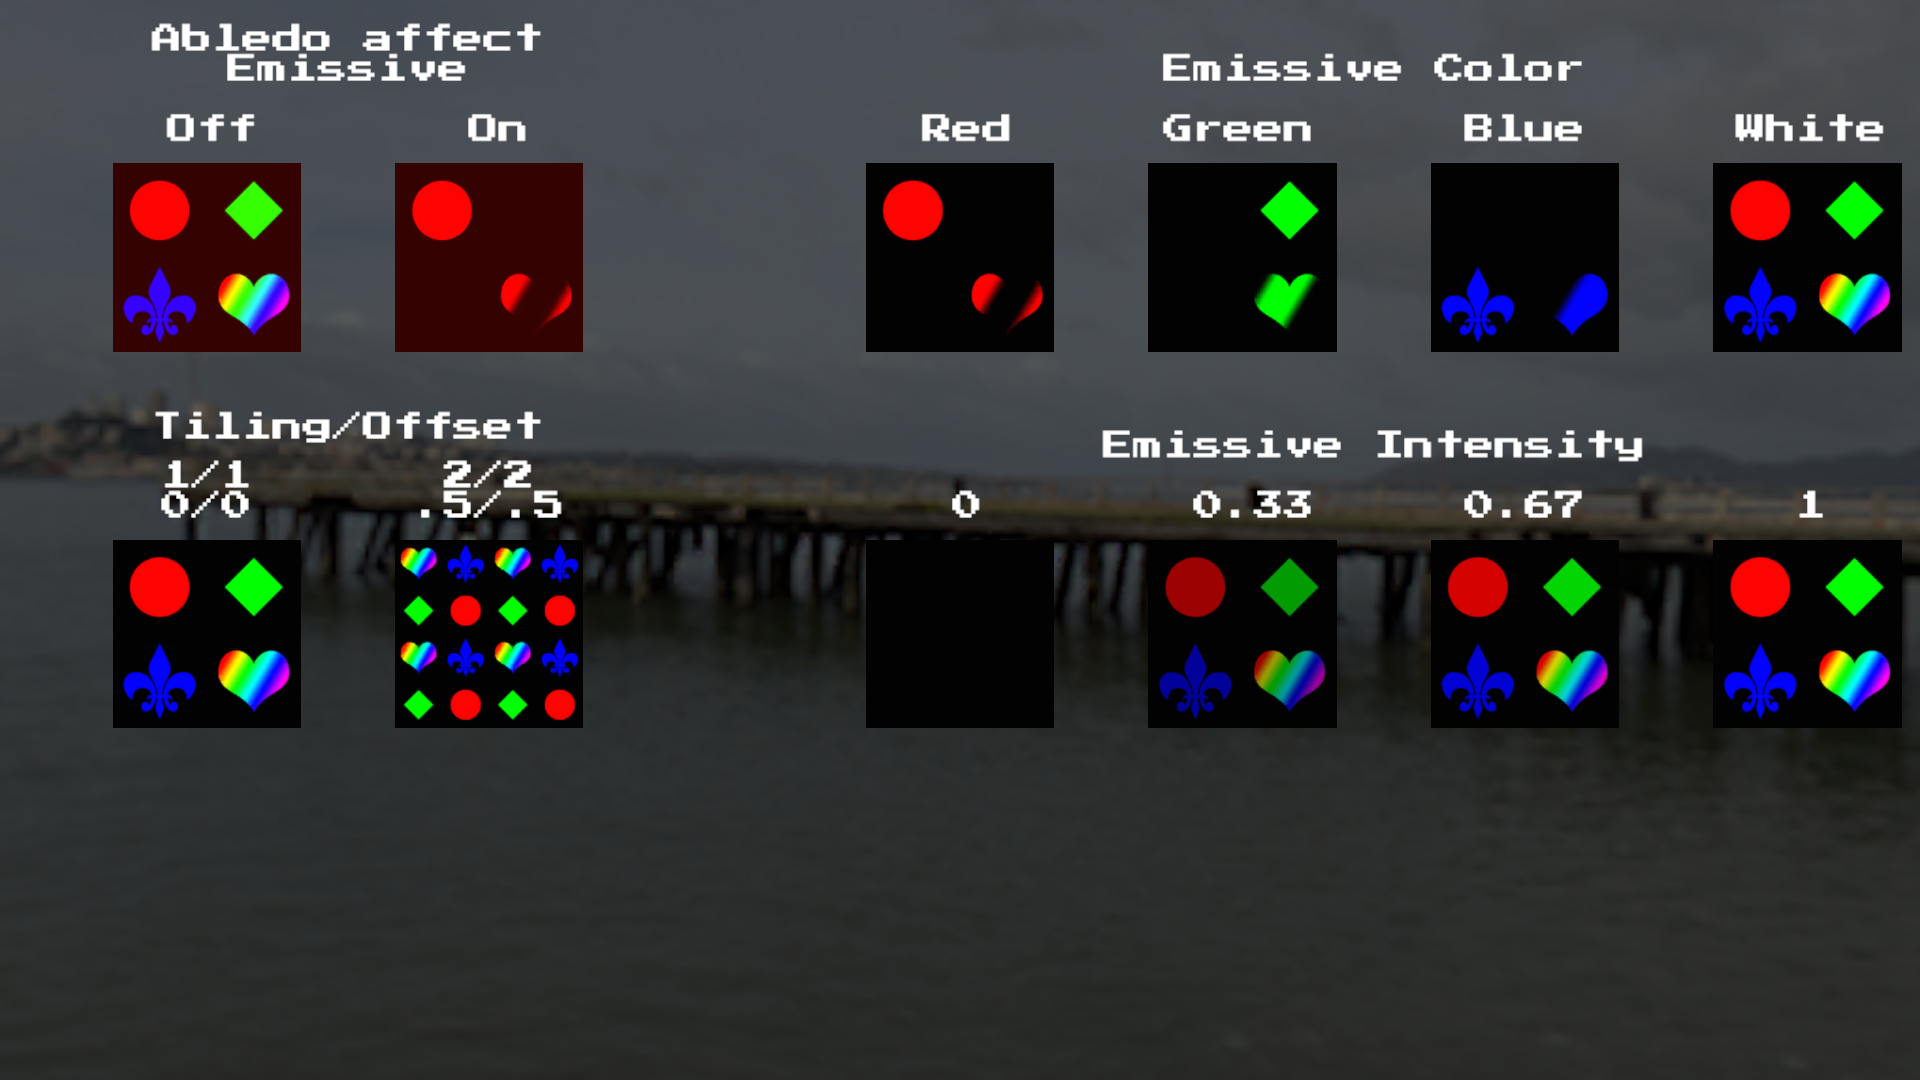 Abledo affect
Emissive
Off
On
Emissive Color
Red
Green
Blue
White
Tiling/Offset
1/1
0/0
2/2
.5/.5
Emissive Intensity
0
0.33
0.67
1